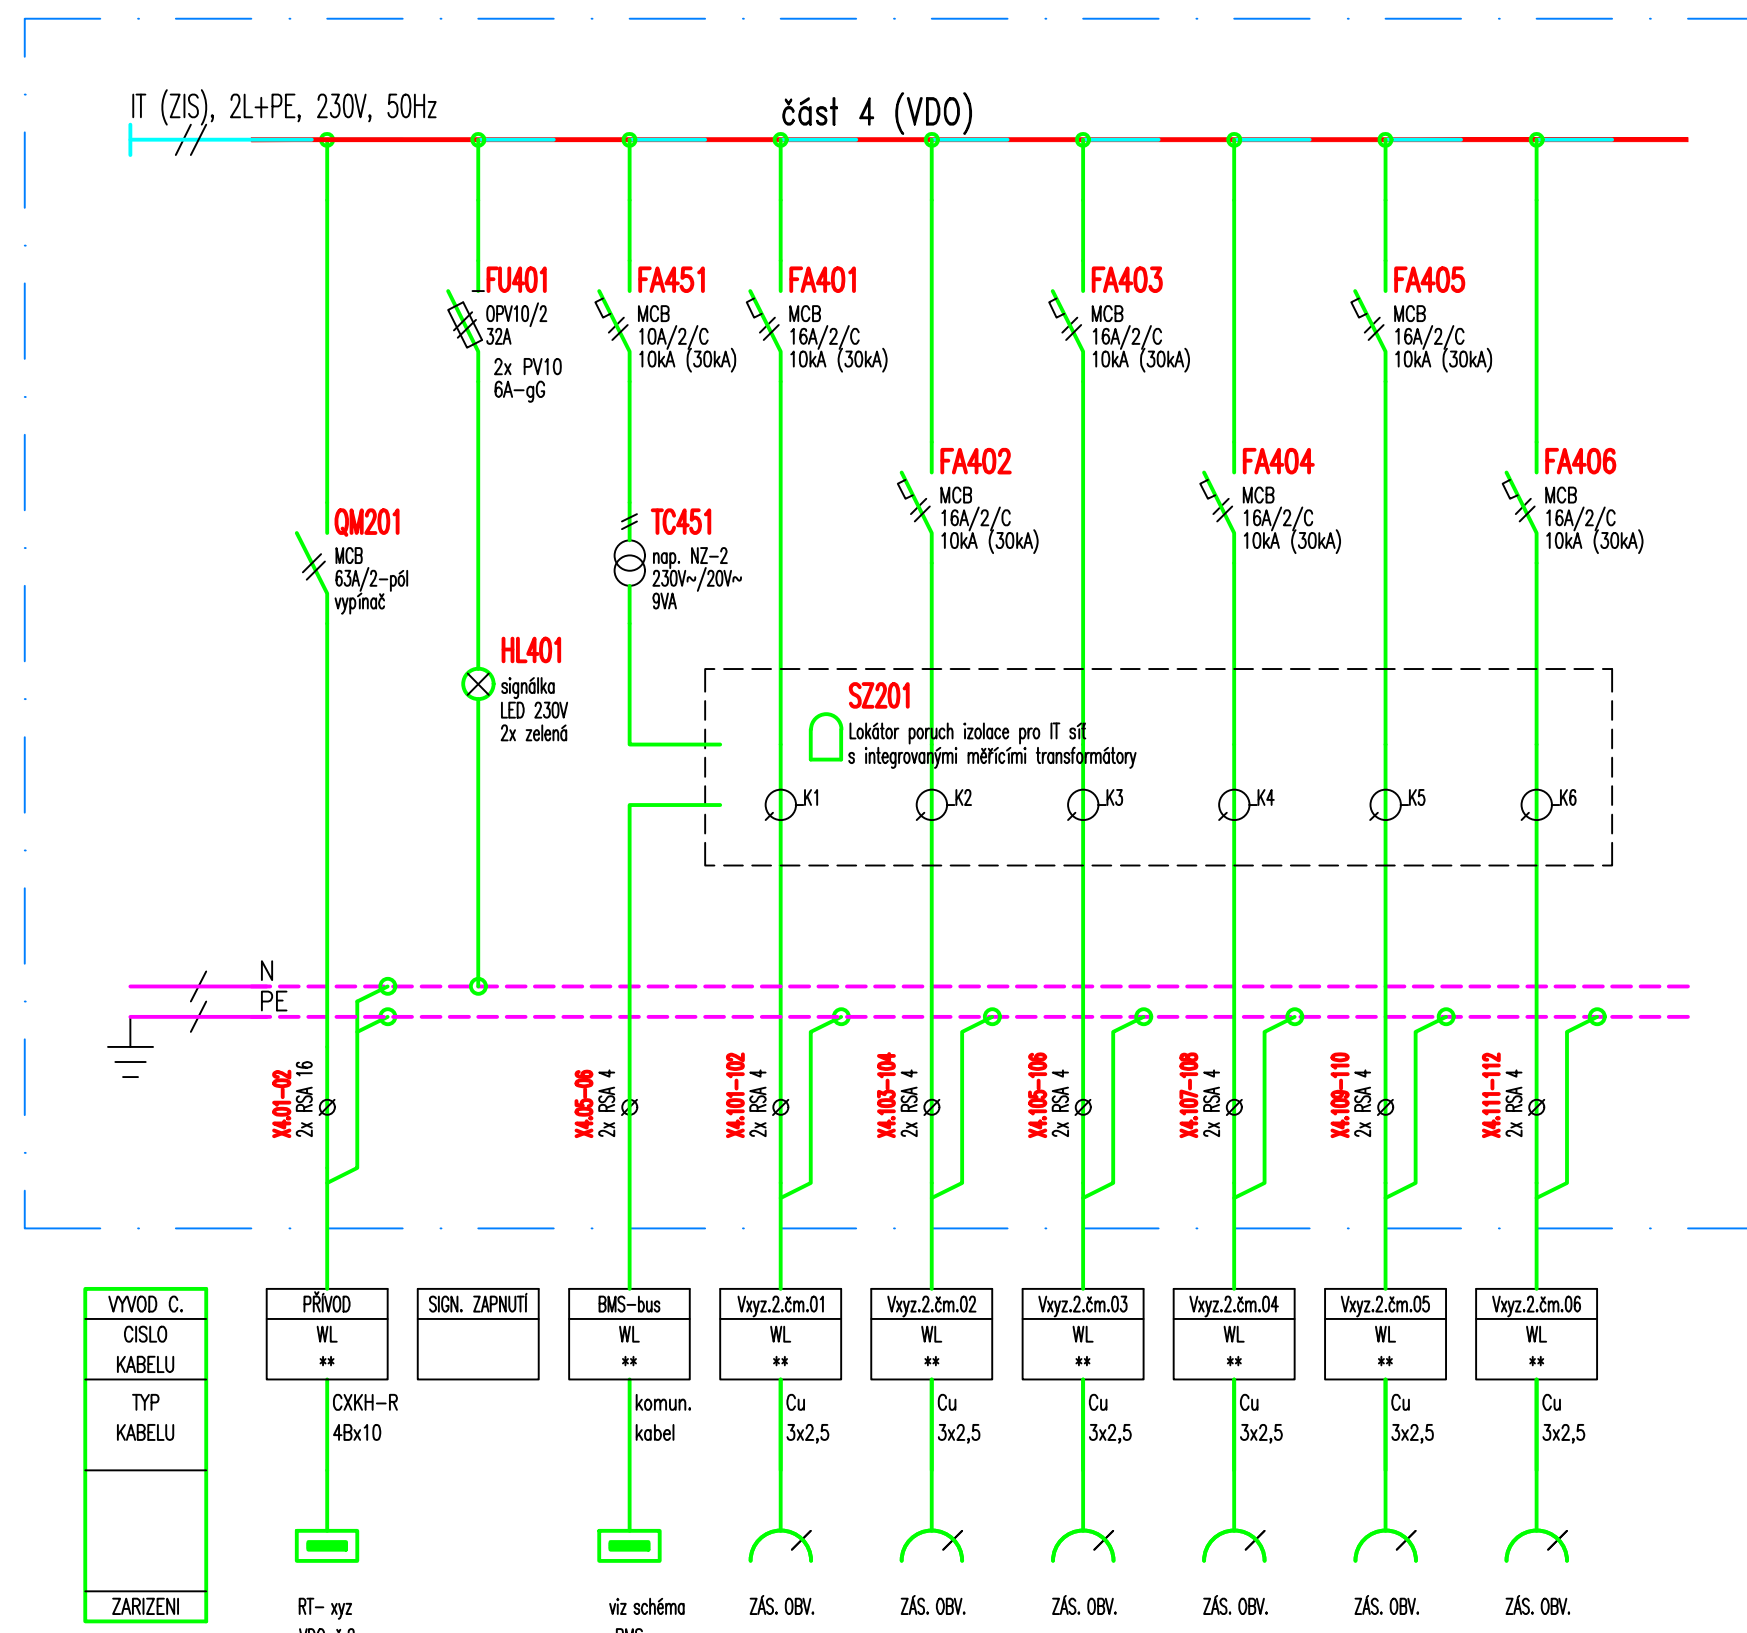 IT (ZIS), 2L+PE, 230V, 50Hz
část 4 (VDO)
FU401
OPV10/2
32A
2x PV10
6A-gG
FA451
MCB
10A/2/C
10kA (30kA)
FA401
MCB
16A/2/C
10kA (30kA)
FA403
MCB
16A/2/C
10kA (30kA)
FA405
MCB
16A/2/C
10kA (30kA)
FA402
MCB
16A/2/C
10kA (30kA)
FA404
MCB
16A/2/C
10kA (30kA)
FA406
MCB
16A/2/C
10kA (30kA)
QM201
MCB
63A/2-pól
vypínač
TC451
nap. NZ-2
230V~/20V~
9VA
HL401
signálka
LED 230V
2x zelená
SZ201
Lokátor poruch izolace pro IT síť
s integrovanými měřícími transformátory
K1
K2
K3
K4
K5
K6
N
PE
X4.01-02
2x RSA 16
X4.05-06
2x RSA 4
X4.101-102
2x RSA 4
X4.103-104
2x RSA 4
X4.105-106
2x RSA 4
X4.107-108
2x RSA 4
X4.109-110
2x RSA 4
X4.111-112
2x RSA 4
VYVOD C.
CISLO
KABELU
TYP
KABELU
ZARIZENI
PŘÍVOD
WL
**
CXKH-R
4Bx10
RT- xyz
SIGN. ZAPNUTÍ
BMS-bus
WL
**
komun.
kabel
viz schéma
BMS
Vxyz.2.čm.01
WL
**
Cu
3x2,5
ZÁS. OBV.
Vxyz.2.čm.02
WL
**
Cu
3x2,5
ZÁS. OBV.
Vxyz.2.čm.03
WL
**
Cu
3x2,5
ZÁS. OBV.
Vxyz.2.čm.04
WL
**
Cu
3x2,5
ZÁS. OBV.
Vxyz.2.čm.05
WL
**
Cu
3x2,5
ZÁS. OBV.
Vxyz.2.čm.06
WL
**
Cu
3x2,5
ZÁS. OBV.